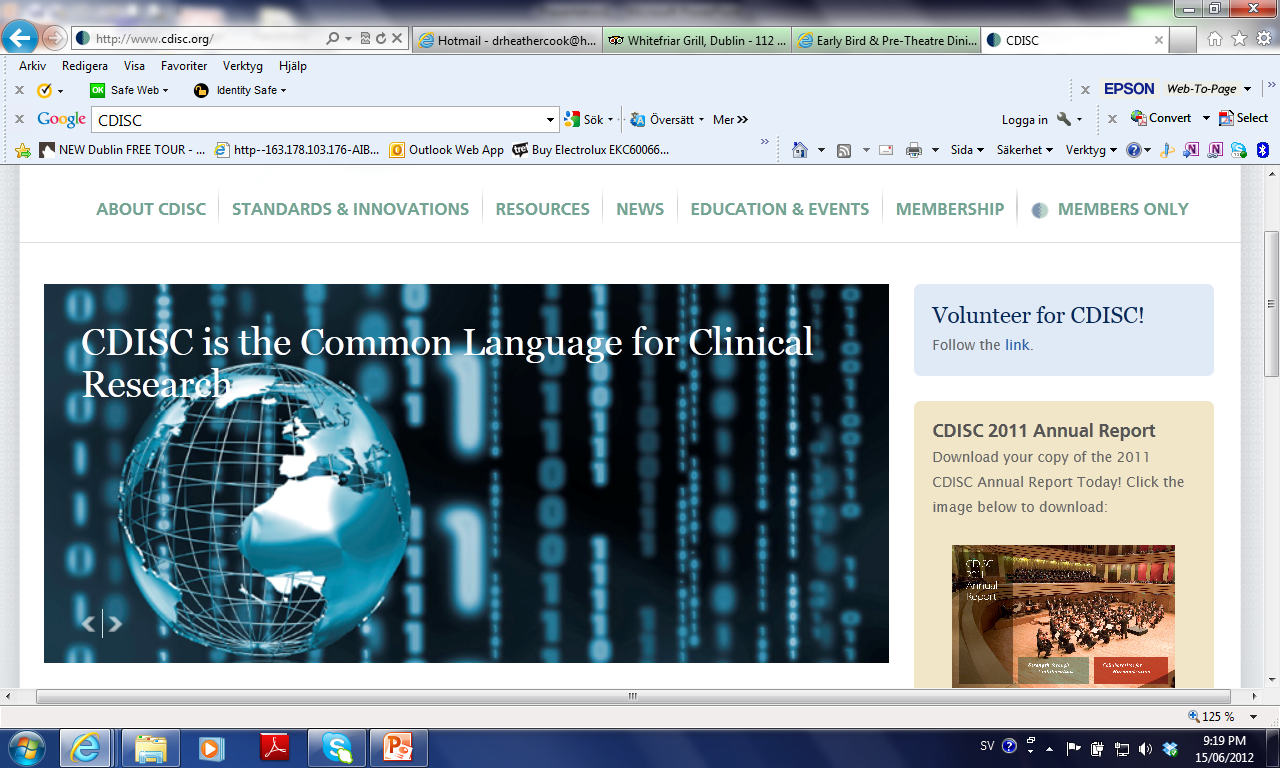 http://www.cdisc.org/
Hotmail - drheathercook@h...
Whitefriar Grill, Dublin - 112 ...
Early Bird & Pre-Theatre Dini...
CDISC
Arkiv Redigera Visa Favoriter Verktyg Hjälp
OK Safe Web Identity Safe
EPSON Web-To-Page
Google CDISC Sök Översätt Mer »
Logga in Convert Select
NEW Dublin FREE TOUR - ... http--163.178.103.176-AIB... Outlook Web App Buy Electrolux EKC60066...
Sida Säkerhet Verktyg
ABOUT CDISC STANDARDS & INNOVATIONS RESOURCES NEWS EDUCATION & EVENTS MEMBERSHIP MEMBERS ONLY
CDISC is the Common Language for Clinical
Research
Volunteer for CDISC!
Follow the link.
CDISC 2011 Annual Report
Download your copy of the 2011
CDISC Annual Report Today! Click the
image below to download:
CDISC
2011
Annual
Report
Strength through
Collaboration
Collaboration for
125 %
SV
9:19 PM
15/06/2012